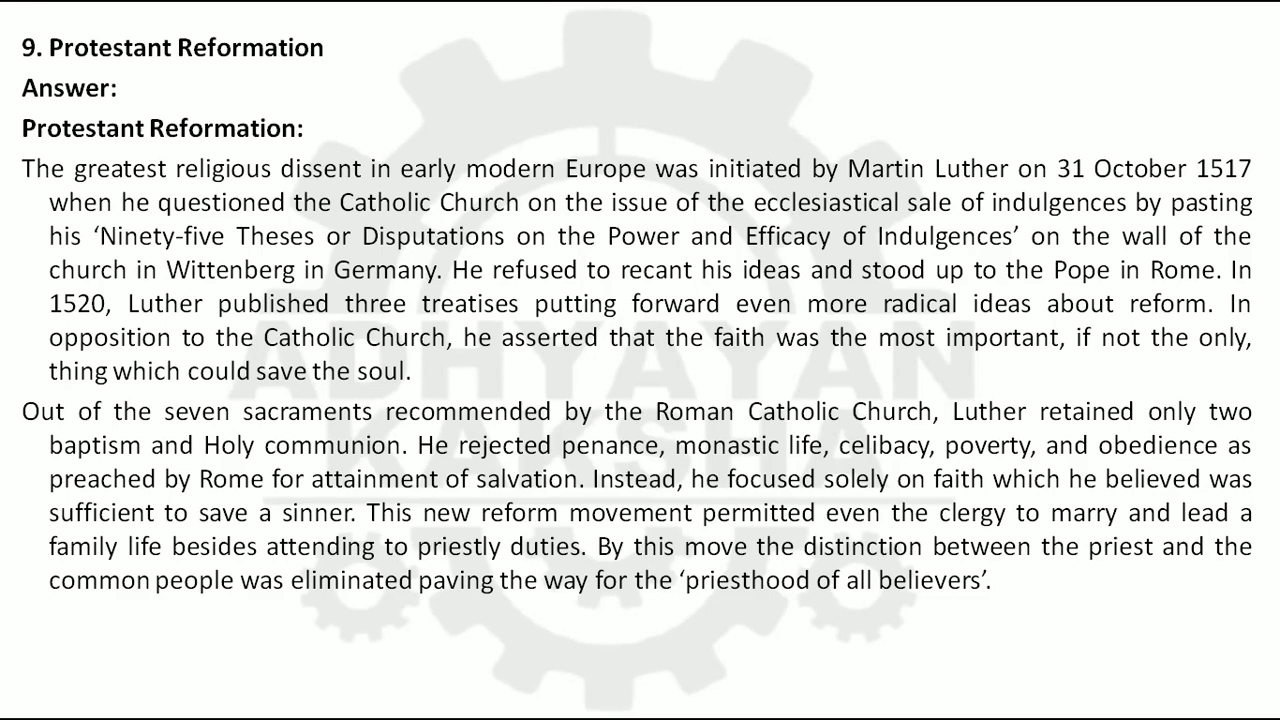 9. Protestant Reformation
Answer:
Protestant Reformation:
The greatest religious dissent in early modern Europe was initiated by Martin Luther on 31 October 1517
when he questioned the Catholic Church on the issue of the ecclesiastical sale of indulgences by pasting
his ‘Ninety-five Theses or Disputations on the Power and Efficacy of Indulgences’ on the wall of the
church in Wittenberg in Germany. He refused to recant his ideas and stood up to the Pope in Rome. In
1520, Luther published three treatises putting forward even more radical ideas about reform. In
opposition to the Catholic Church, he asserted that the faith was the most important, if not the only,
thing which could save the soul.
Out of the seven sacraments recommended by the Roman Catholic Church, Luther retained only two
baptism and Holy communion. He rejected penance, monastic life, celibacy, poverty, and obedience as
preached by Rome for attainment of salvation. Instead, he focused solely on faith which he believed was
sufficient to save a sinner. This new reform movement permitted even the clergy to marry and lead a
family life besides attending to priestly duties. By this move the distinction between the priest and the
common people was eliminated paving the way for the ‘priesthood of all believers’.
ADHYAYAN
KAKSHA